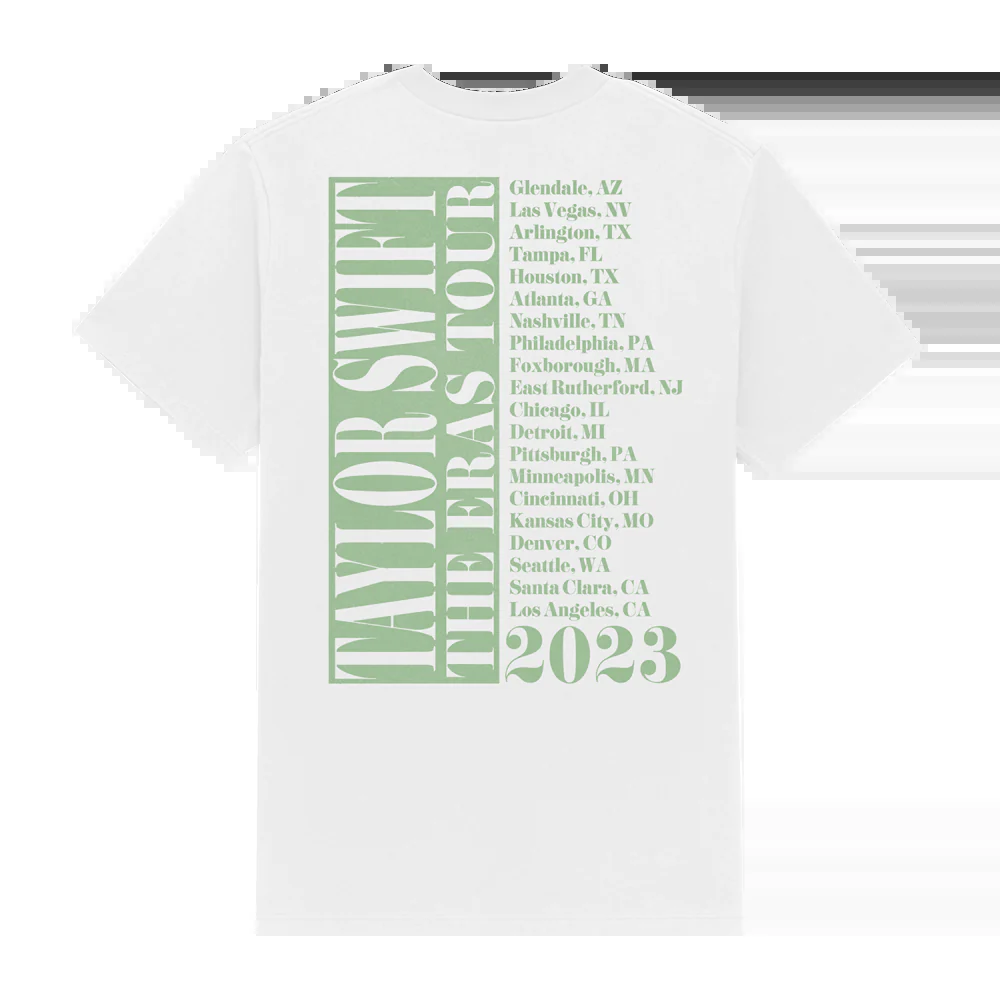 TAYLOR SWIFT
THE ERAS TOUR
Glendale, AZ
Las Vegas, NV
Arlington, TX
Tampa, FL
Houston, TX
Atlanta, GA
Nashville, TN
Philadelphia, PA
Foxborough, MA
East Rutherford, NJ
Chicago, IL
Detroit, MI
Pittsburgh, PA
Minneapolis, MN
Cincinnati, OH
Kansas City, MO
Denver, CO
Seattle, WA
Santa Clara, CA
Los Angeles, CA
2023